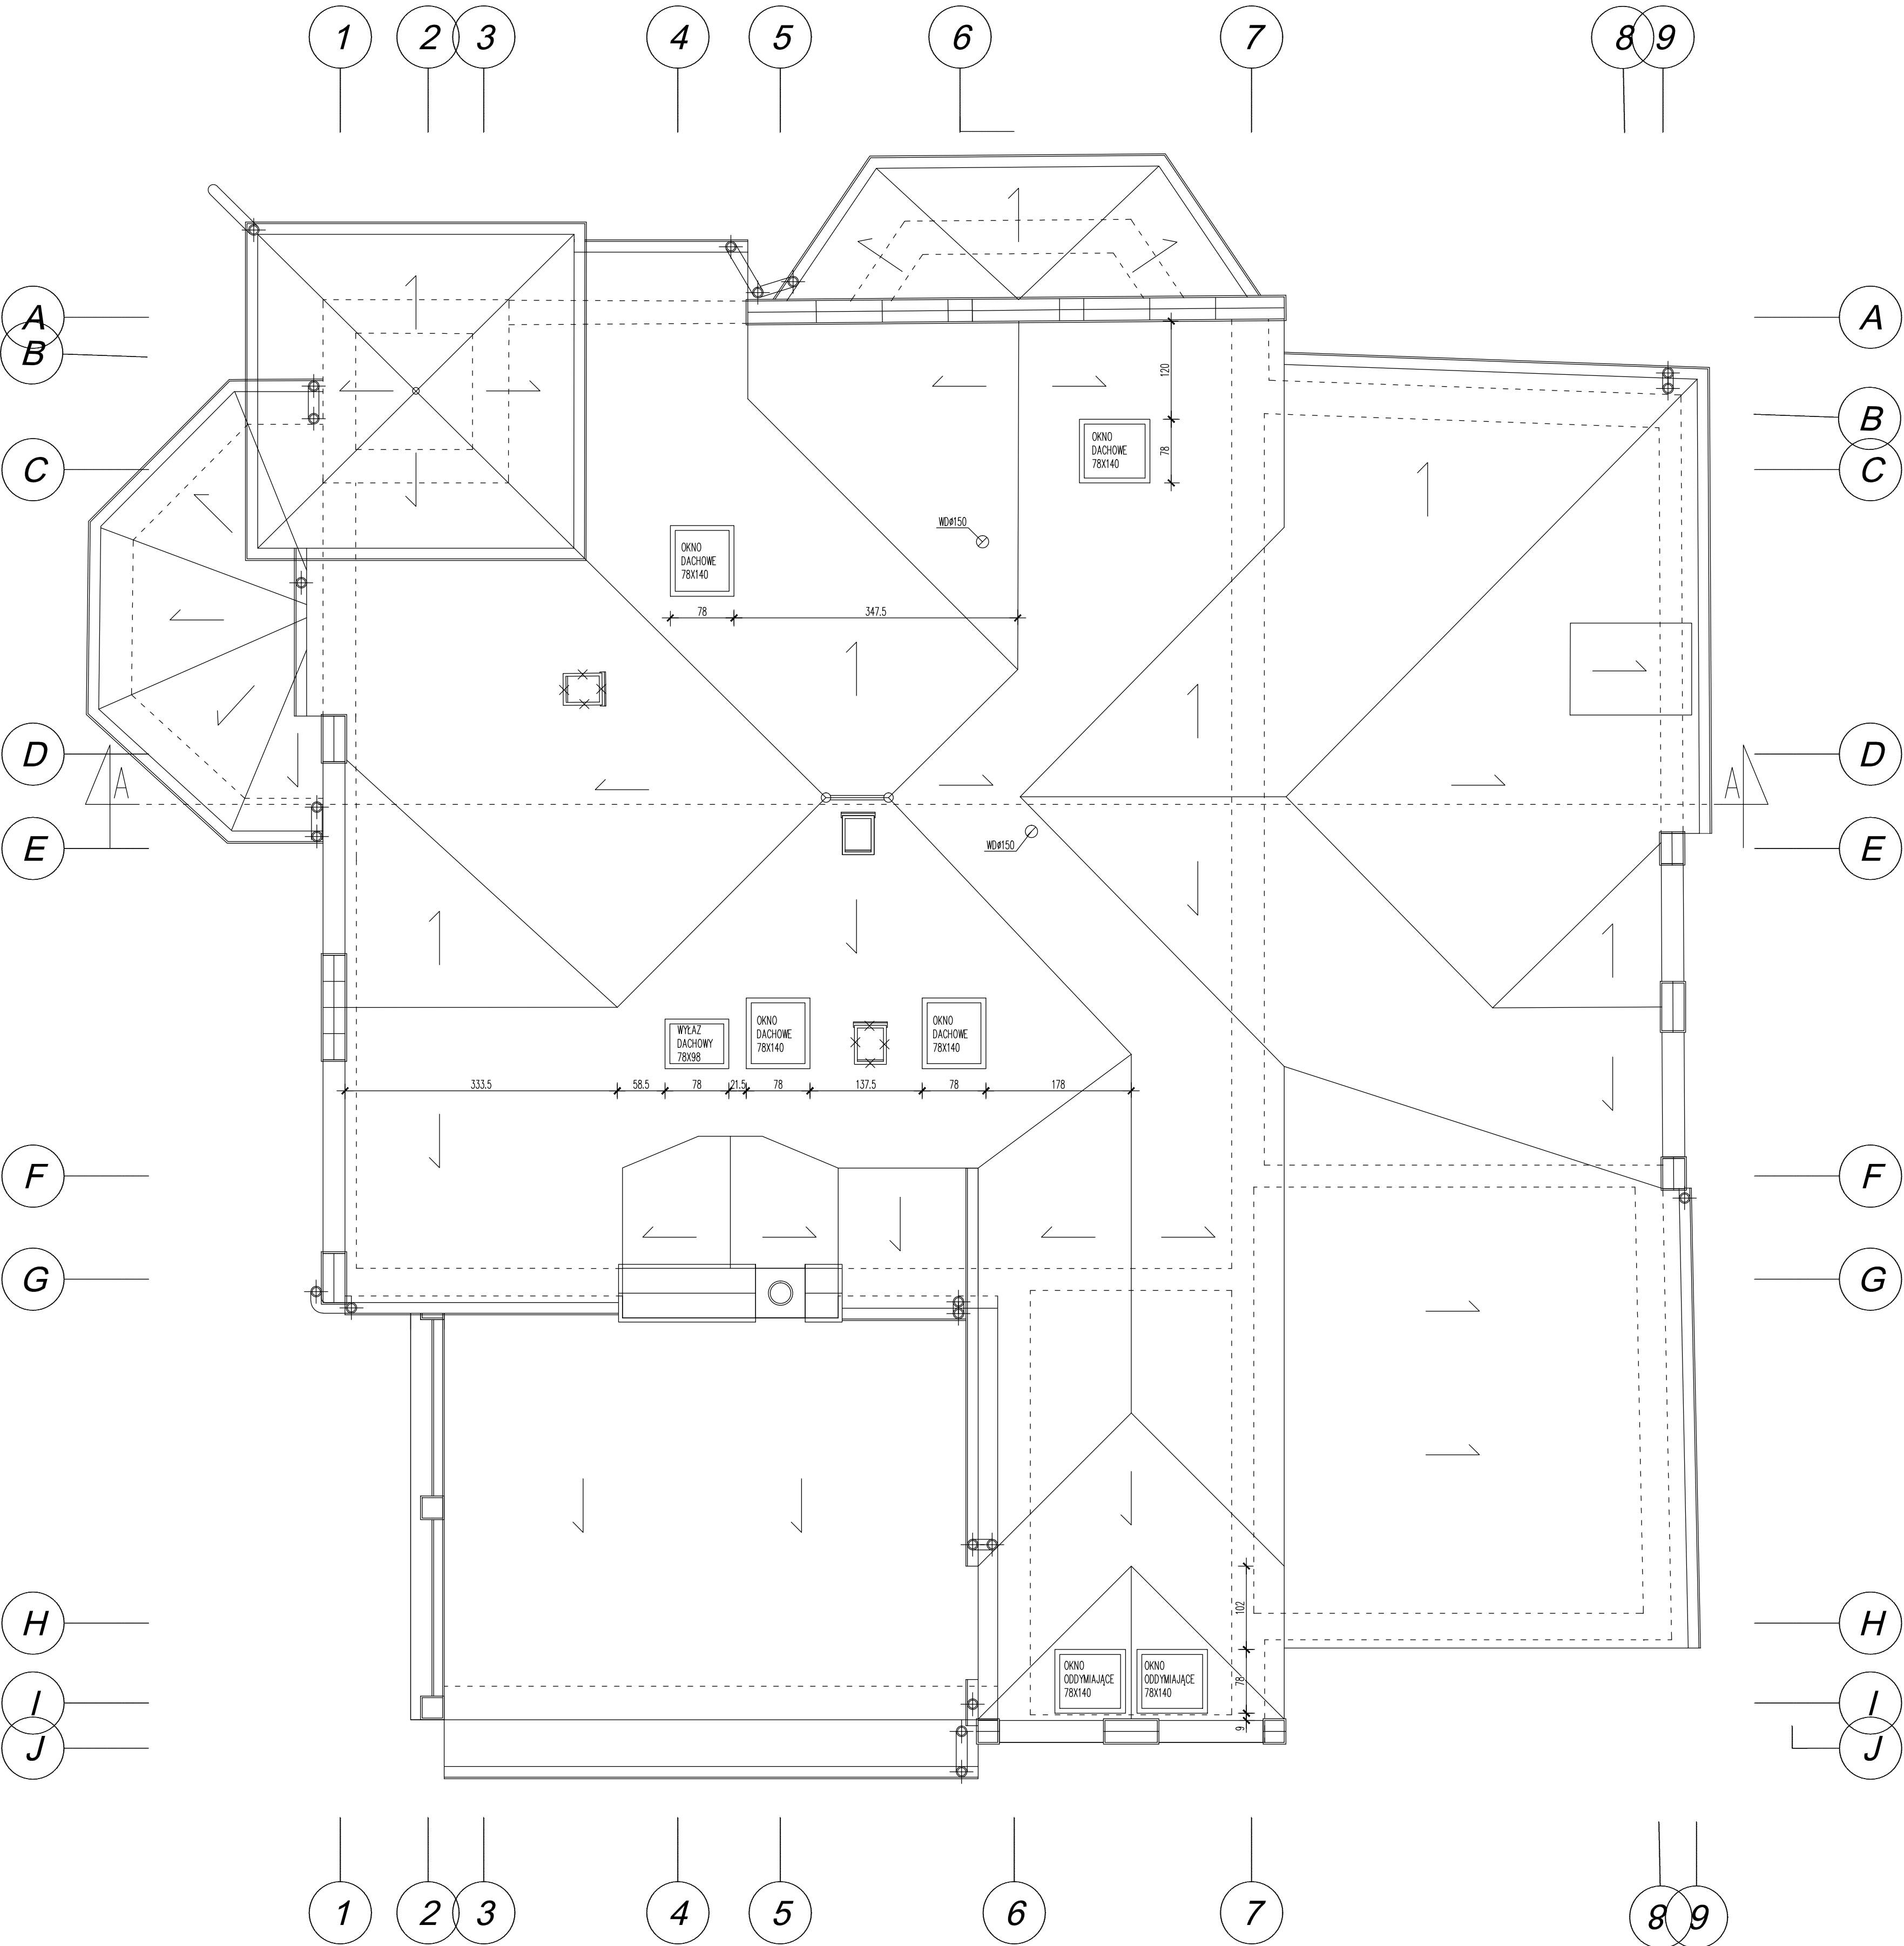 1 2 3 4 5 6 7 8 9
A A
B
B
C C
120
OKNO
DACHOWE
78X140
78
WDø150
OKNO
DACHOWE
78X140
78 347.5
D D
A A
E E
WDø150
WYŁAZ
DACHOWY
78X98
OKNO
DACHOWE
78X140
OKNO
DACHOWE
78X140
333.5 58.5 78 21.5 78 137.5 78 178
F F
G G
102
H H
OKNO
ODDYMIAJĄCE
78X140
OKNO
ODDYMIAJĄCE
78X140
78
I I
9
J J
1 2 3 4 5 6 7 8 9